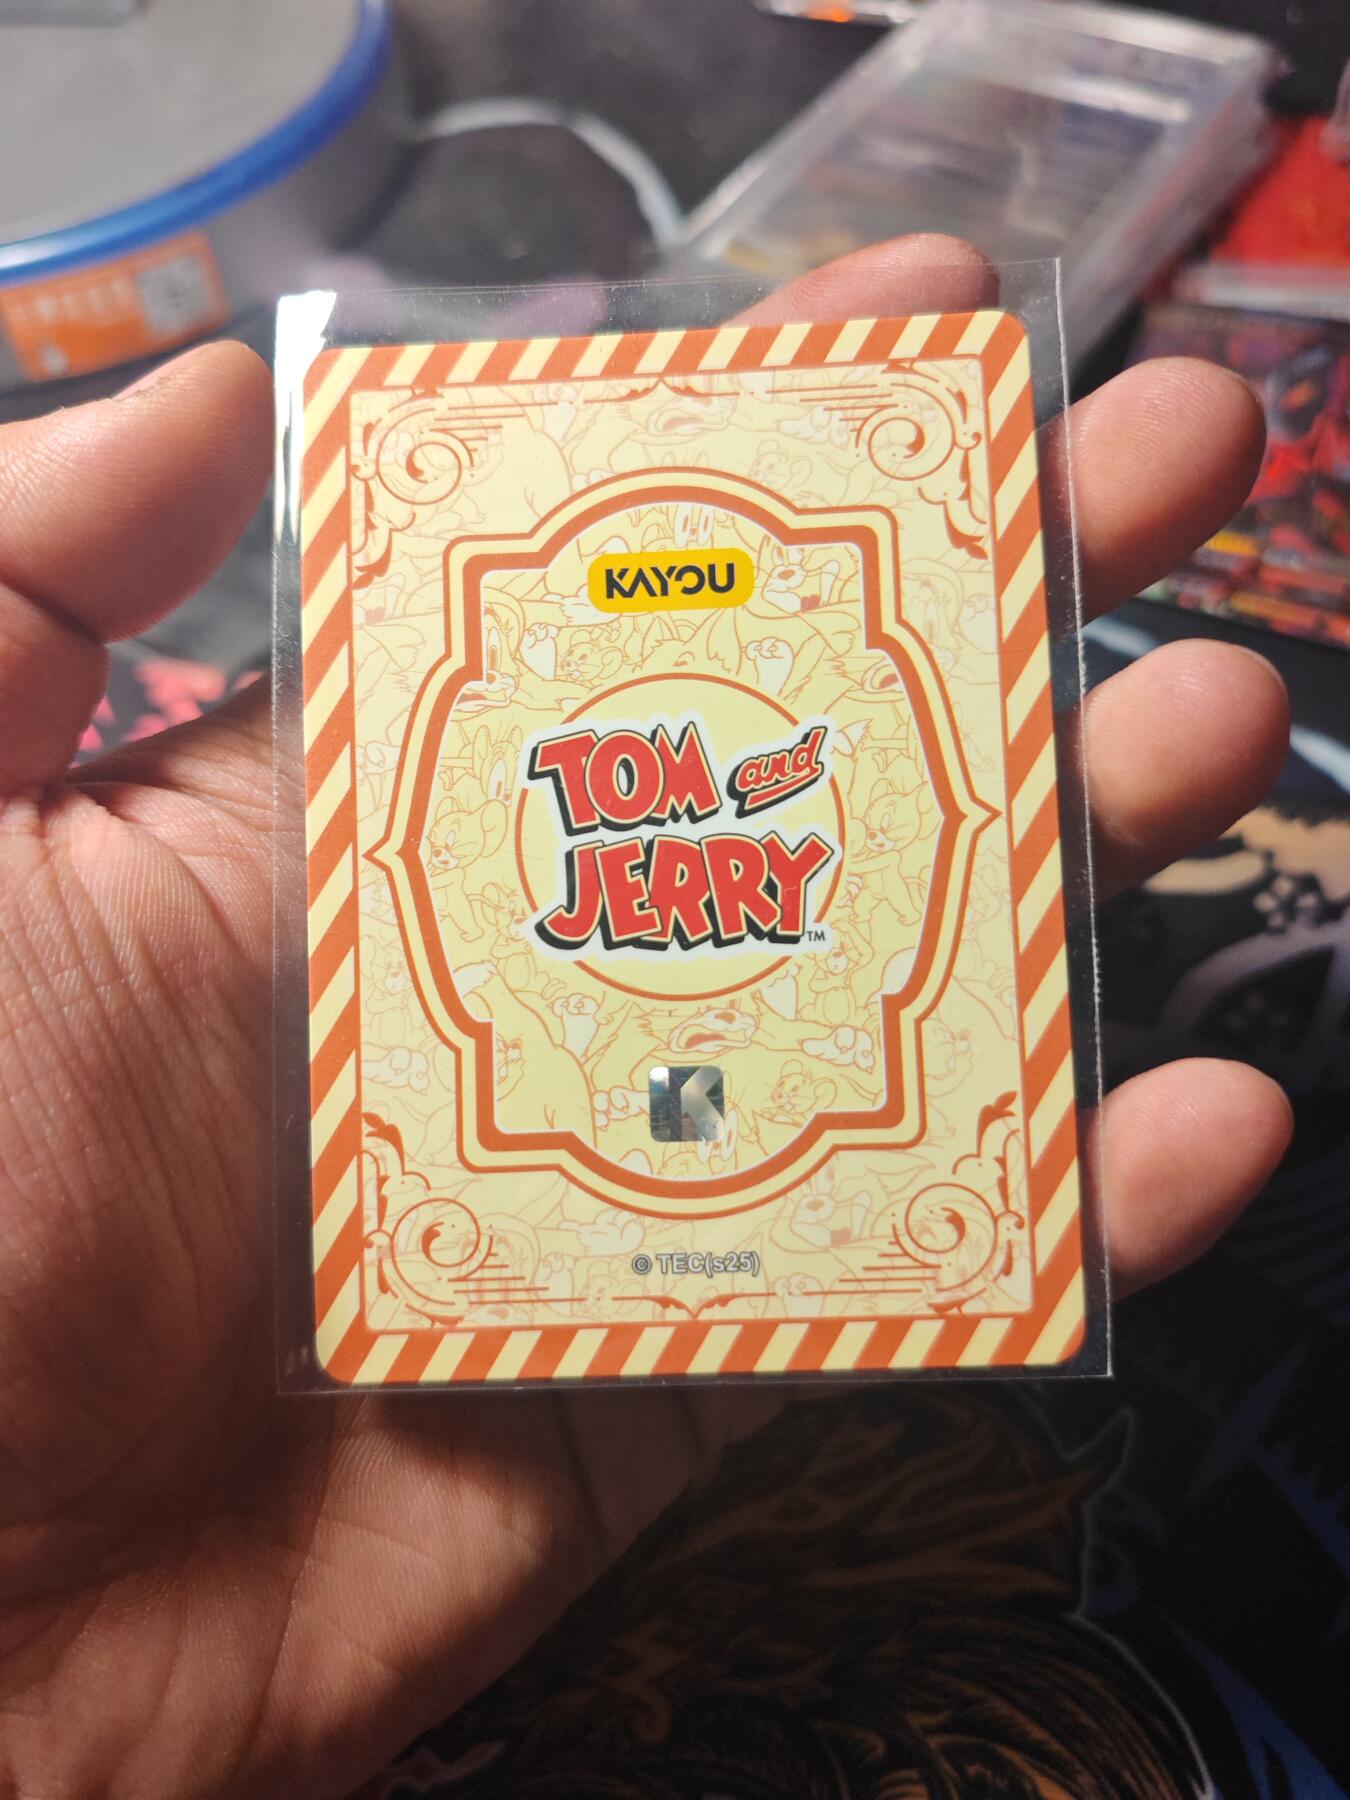 KAYOU
TOM and
JERRY™
K
© TEC(s25)